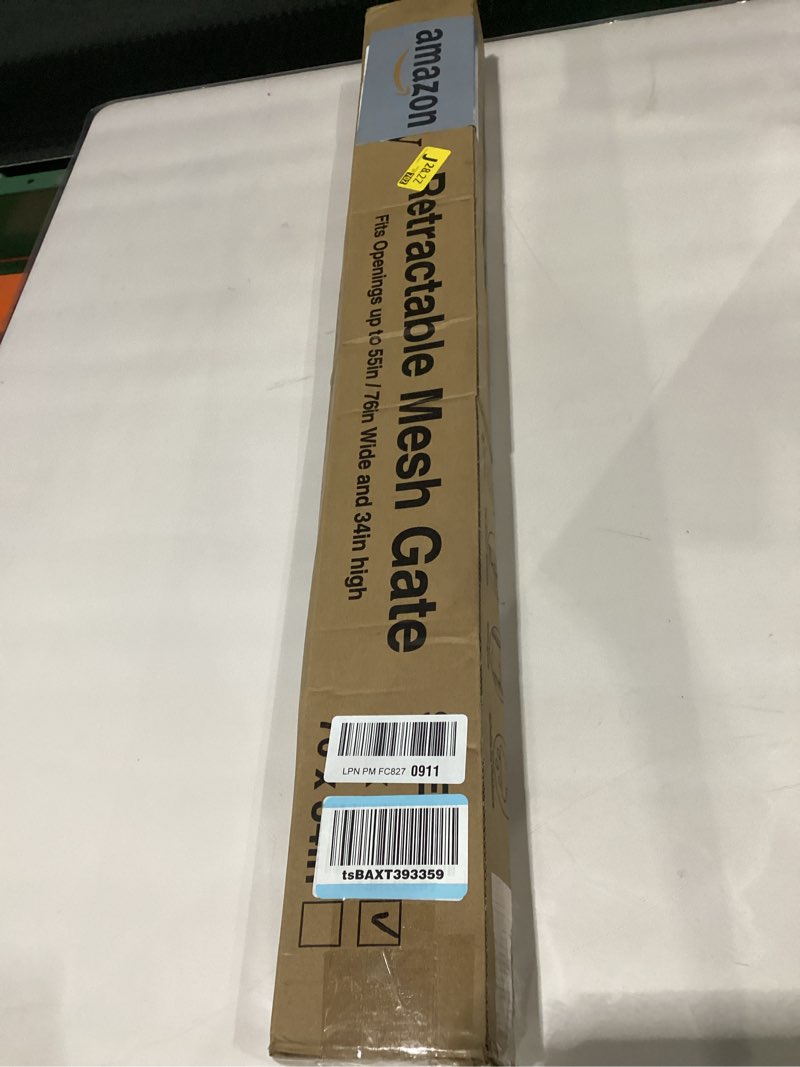 amazon
J2822
Retractable Mesh Gate
Fits Openings up to 55in / 76in Wide and 34in high
LPN PM FC827 0911
tsBAXT393359